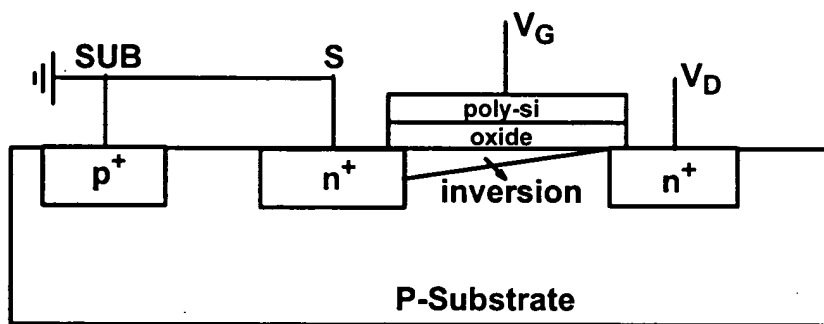 V_G
SUB
S
V_D
poly-si
oxide
p⁺
n⁺
n⁺
inversion
P-Substrate